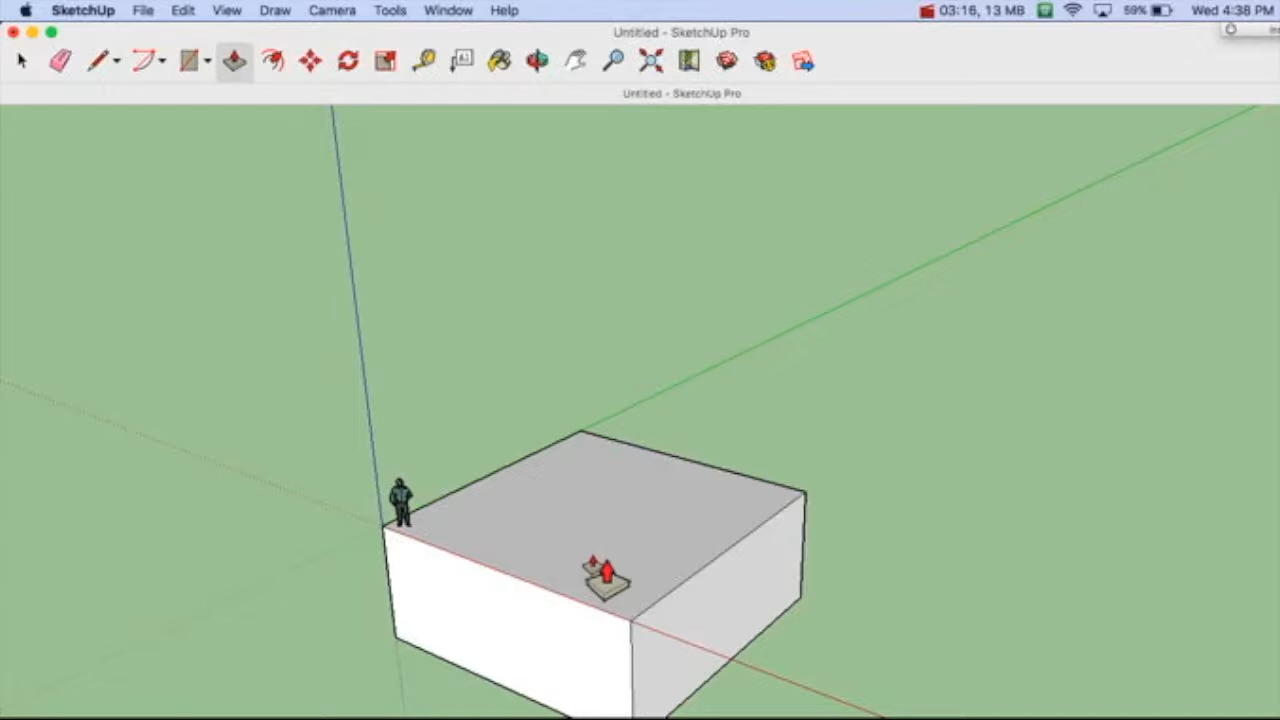 SketchUp File Edit View Draw Camera Tools Window Help 03:16, 13 MB 59% Wed 4:38 PM
Untitled - SketchUp Pro
A1
Untitled - SketchUp Pro